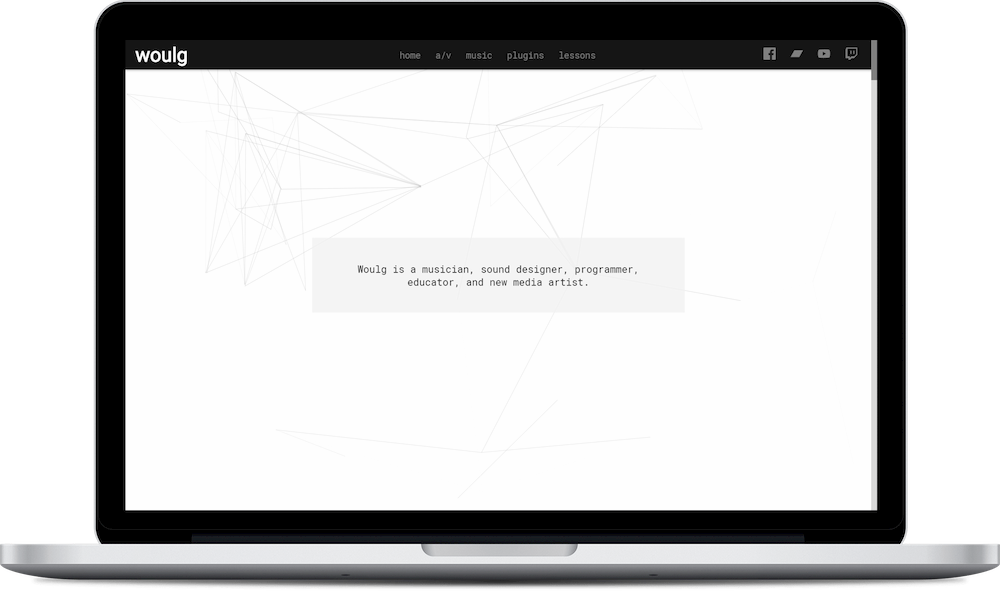 woulg
home a/v music plugins lessons
Woulg is a musician, sound designer, programmer,
educator, and new media artist.